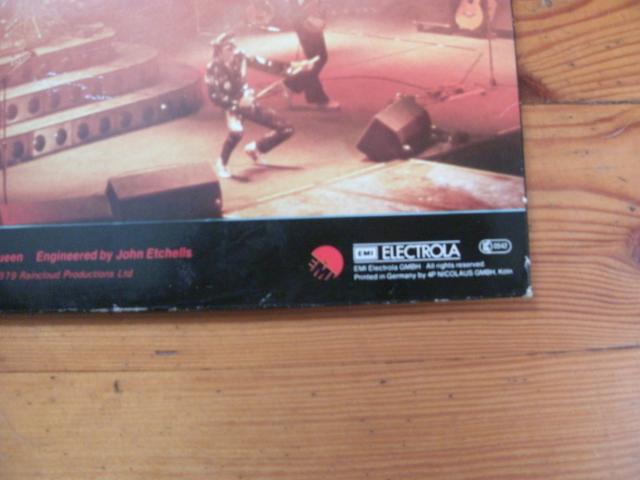 ueen Engineered by John Etchells
979 Raincloud Productions Ltd
EMI
EMI ELECTROLA
EMI Electrola GMBH All rights reserved
Printed in Germany by 4P NICOLAUS GMBH, Köln